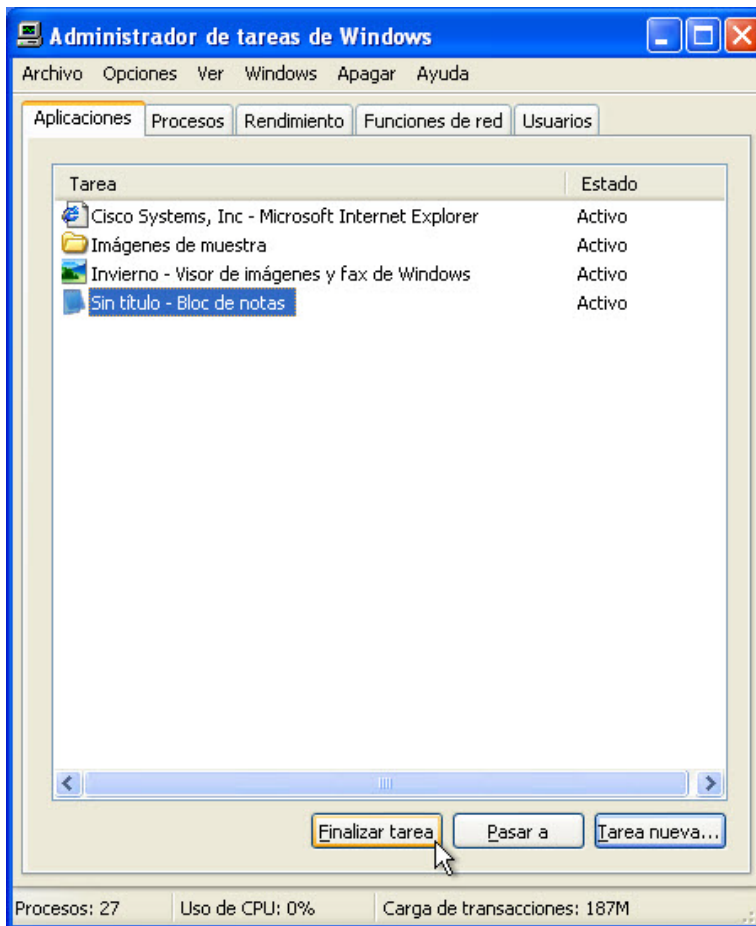 Administrador de tareas de Windows
Archivo Opciones Ver Windows Apagar Ayuda
Aplicaciones Procesos Rendimiento Funciones de red Usuarios
Tarea Estado
Cisco Systems, Inc - Microsoft Internet Explorer Activo
Imágenes de muestra Activo
Invierno - Visor de imágenes y fax de Windows Activo
Sin título - Bloc de notas Activo
Finalizar tarea Pasar a Tarea nueva...
Procesos: 27 Uso de CPU: 0% Carga de transacciones: 187M